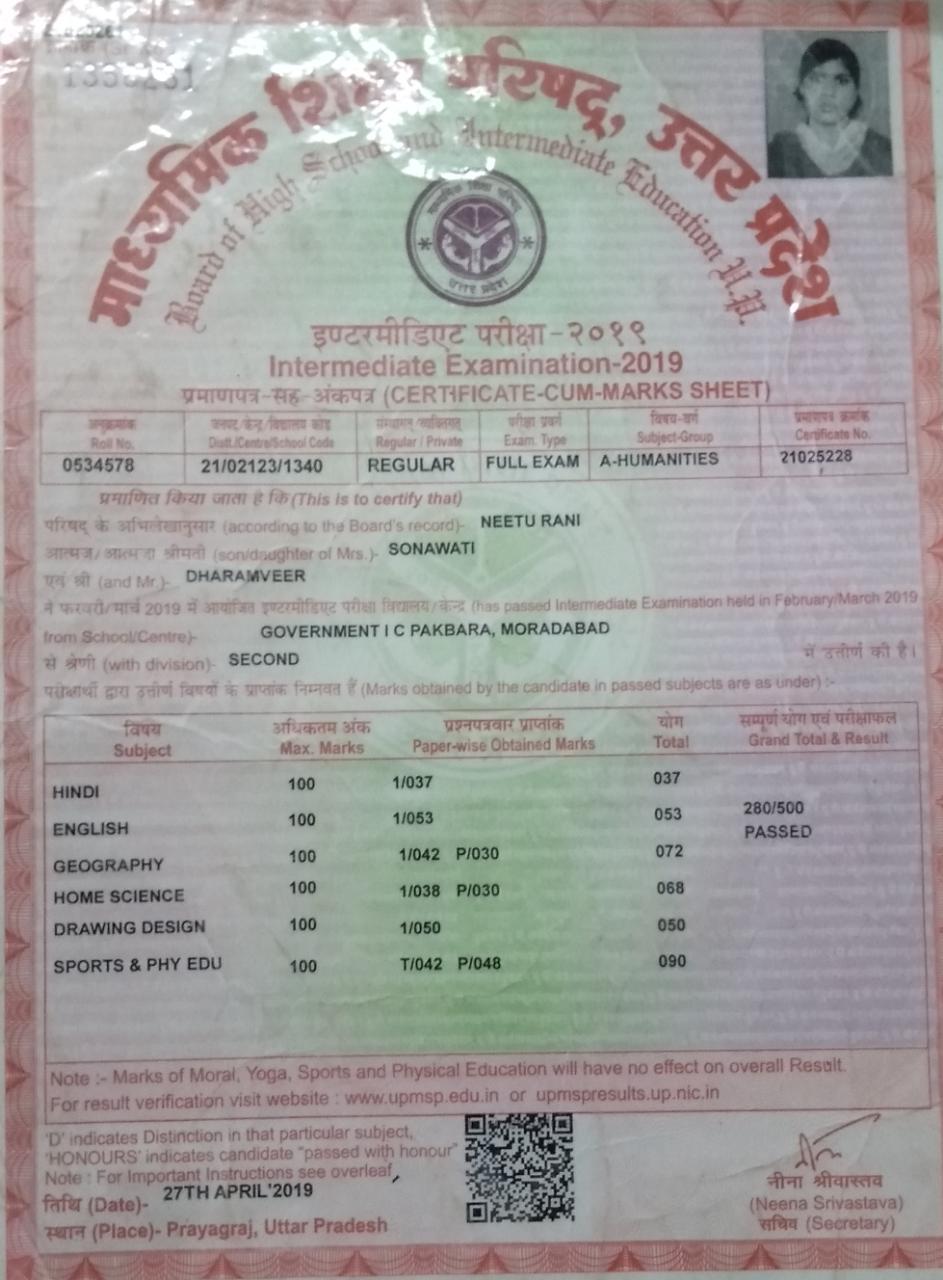 1330231
माध्यमिक शिक्षा परिषद्, उत्तर प्रदेश
Board of High School and Intermediate Education U.P.
माध्यमिक शिक्षा परिषद्
उत्तर प्रदेश
इण्टरमीडिएट परीक्षा-२०१९
Intermediate Examination-2019
प्रमाणपत्र-सह-अंकपत्र (CERTIFICATE-CUM-MARKS SHEET)
अनुक्रमांक जनपद/केन्द्र/विद्यालय कोड संस्थागत/व्यक्तिगत परीक्षा प्रवर्ग विषय-वर्ग प्रमाणपत्र क्रमांक
Roll No. Distt./Centre/School Code Regular / Private Exam. Type Subject-Group Certificate No.
0534578 21/02123/1340 REGULAR FULL EXAM A-HUMANITIES 21025228
प्रमाणित किया जाता है कि (This is to certify that)
परिषद् के अभिलेखानुसार (according to the Board's record)- NEETU RANI
आत्मज/आत्मजा श्रीमती (son/daughter of Mrs.)- SONAWATI
एवं श्री (and Mr.)- DHARAMVEER
ने फरवरी/मार्च 2019 में आयोजित इण्टरमीडिएट परीक्षा विद्यालय/केन्द्र (has passed Intermediate Examination held in February/March 2019
from School/Centre)- GOVERNMENT I C PAKBARA, MORADABAD
से श्रेणी (with division)- SECOND में उत्तीर्ण की है।
परीक्षार्थी द्वारा उत्तीर्ण विषयों के प्राप्तांक निम्नवत हैं (Marks obtained by the candidate in passed subjects are as under) :-
विषय अधिकतम अंक प्रश्नपत्रवार प्राप्तांक योग सम्पूर्ण योग एवं परीक्षाफल
Subject Max. Marks Paper-wise Obtained Marks Total Grand Total & Result
HINDI 100 1/037 037
ENGLISH 100 1/053 053 280/500
PASSED
GEOGRAPHY 100 1/042 P/030 072
HOME SCIENCE 100 1/038 P/030 068
DRAWING DESIGN 100 1/050 050
SPORTS & PHY EDU 100 T/042 P/048 090
Note :- Marks of Moral, Yoga, Sports and Physical Education will have no effect on overall Result.
For result verification visit website : www.upmsp.edu.in or upmspresults.up.nic.in
'D' indicates Distinction in that particular subject,
'HONOURS' indicates candidate "passed with honour"
Note : For Important Instructions see overleaf
तिथि (Date)- 27TH APRIL'2019
स्थान (Place)- Prayagraj, Uttar Pradesh
नीना श्रीवास्तव
(Neena Srivastava)
सचिव (Secretary)